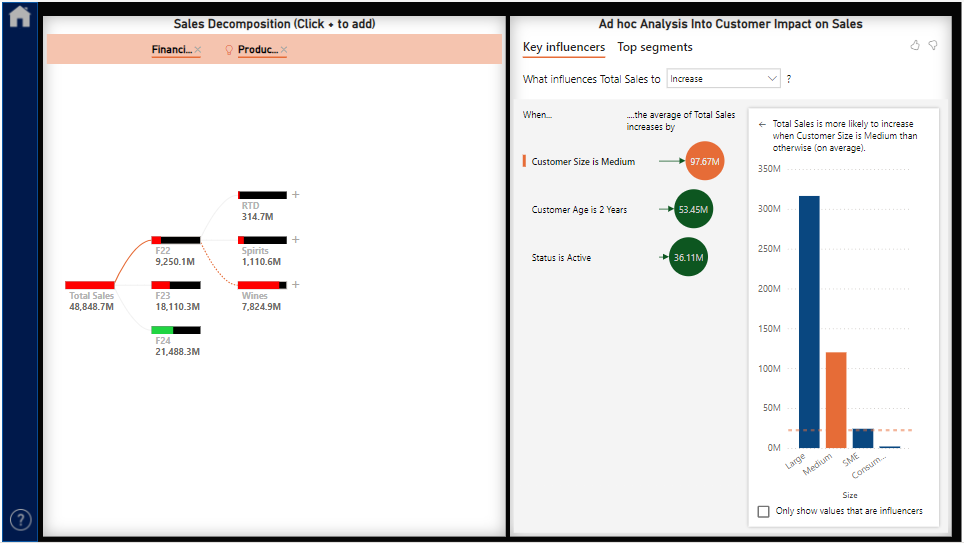 Sales Decomposition (Click + to add)
Financi... ×
Produc... ×
RTD
314.7M
F22
9,250.1M
Spirits
1,110.6M
Total Sales
48,848.7M
F23
18,110.3M
Wines
7,824.9M
F24
21,488.3M
?
Ad hoc Analysis Into Customer Impact on Sales
Key influencers Top segments
What influences Total Sales to Increase ?
When...
....the average of Total Sales
increases by
Customer Size is Medium 97.67M
Customer Age is 2 Years 53.45M
Status is Active 36.11M
Total Sales is more likely to increase
when Customer Size is Medium than
otherwise (on average).
350M
300M
250M
200M
150M
100M
50M
0M
Large
Medium
SME
Consum...
Size
Only show values that are influencers